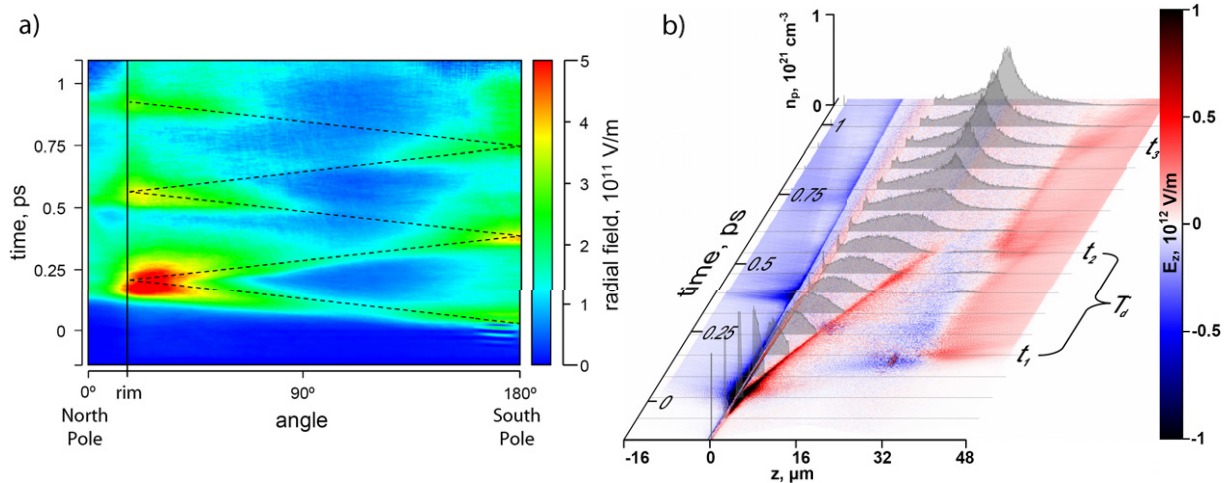 a)
time, ps
1
0.75
0.5
0.25
0
0º
rim
90º
180º
North
Pole
angle
South
Pole
5
4
3
2
1
0
radial field, 10¹¹ V/m
b)
n_p, 10²¹ cm⁻³
1
0
time, ps
1
0.75
0.5
0.25
0
-16
0
16
32
48
z, µm
t₃
t₂
T_d
t₁
1
0.5
0
-0.5
-1
E_z, 10¹² V/m